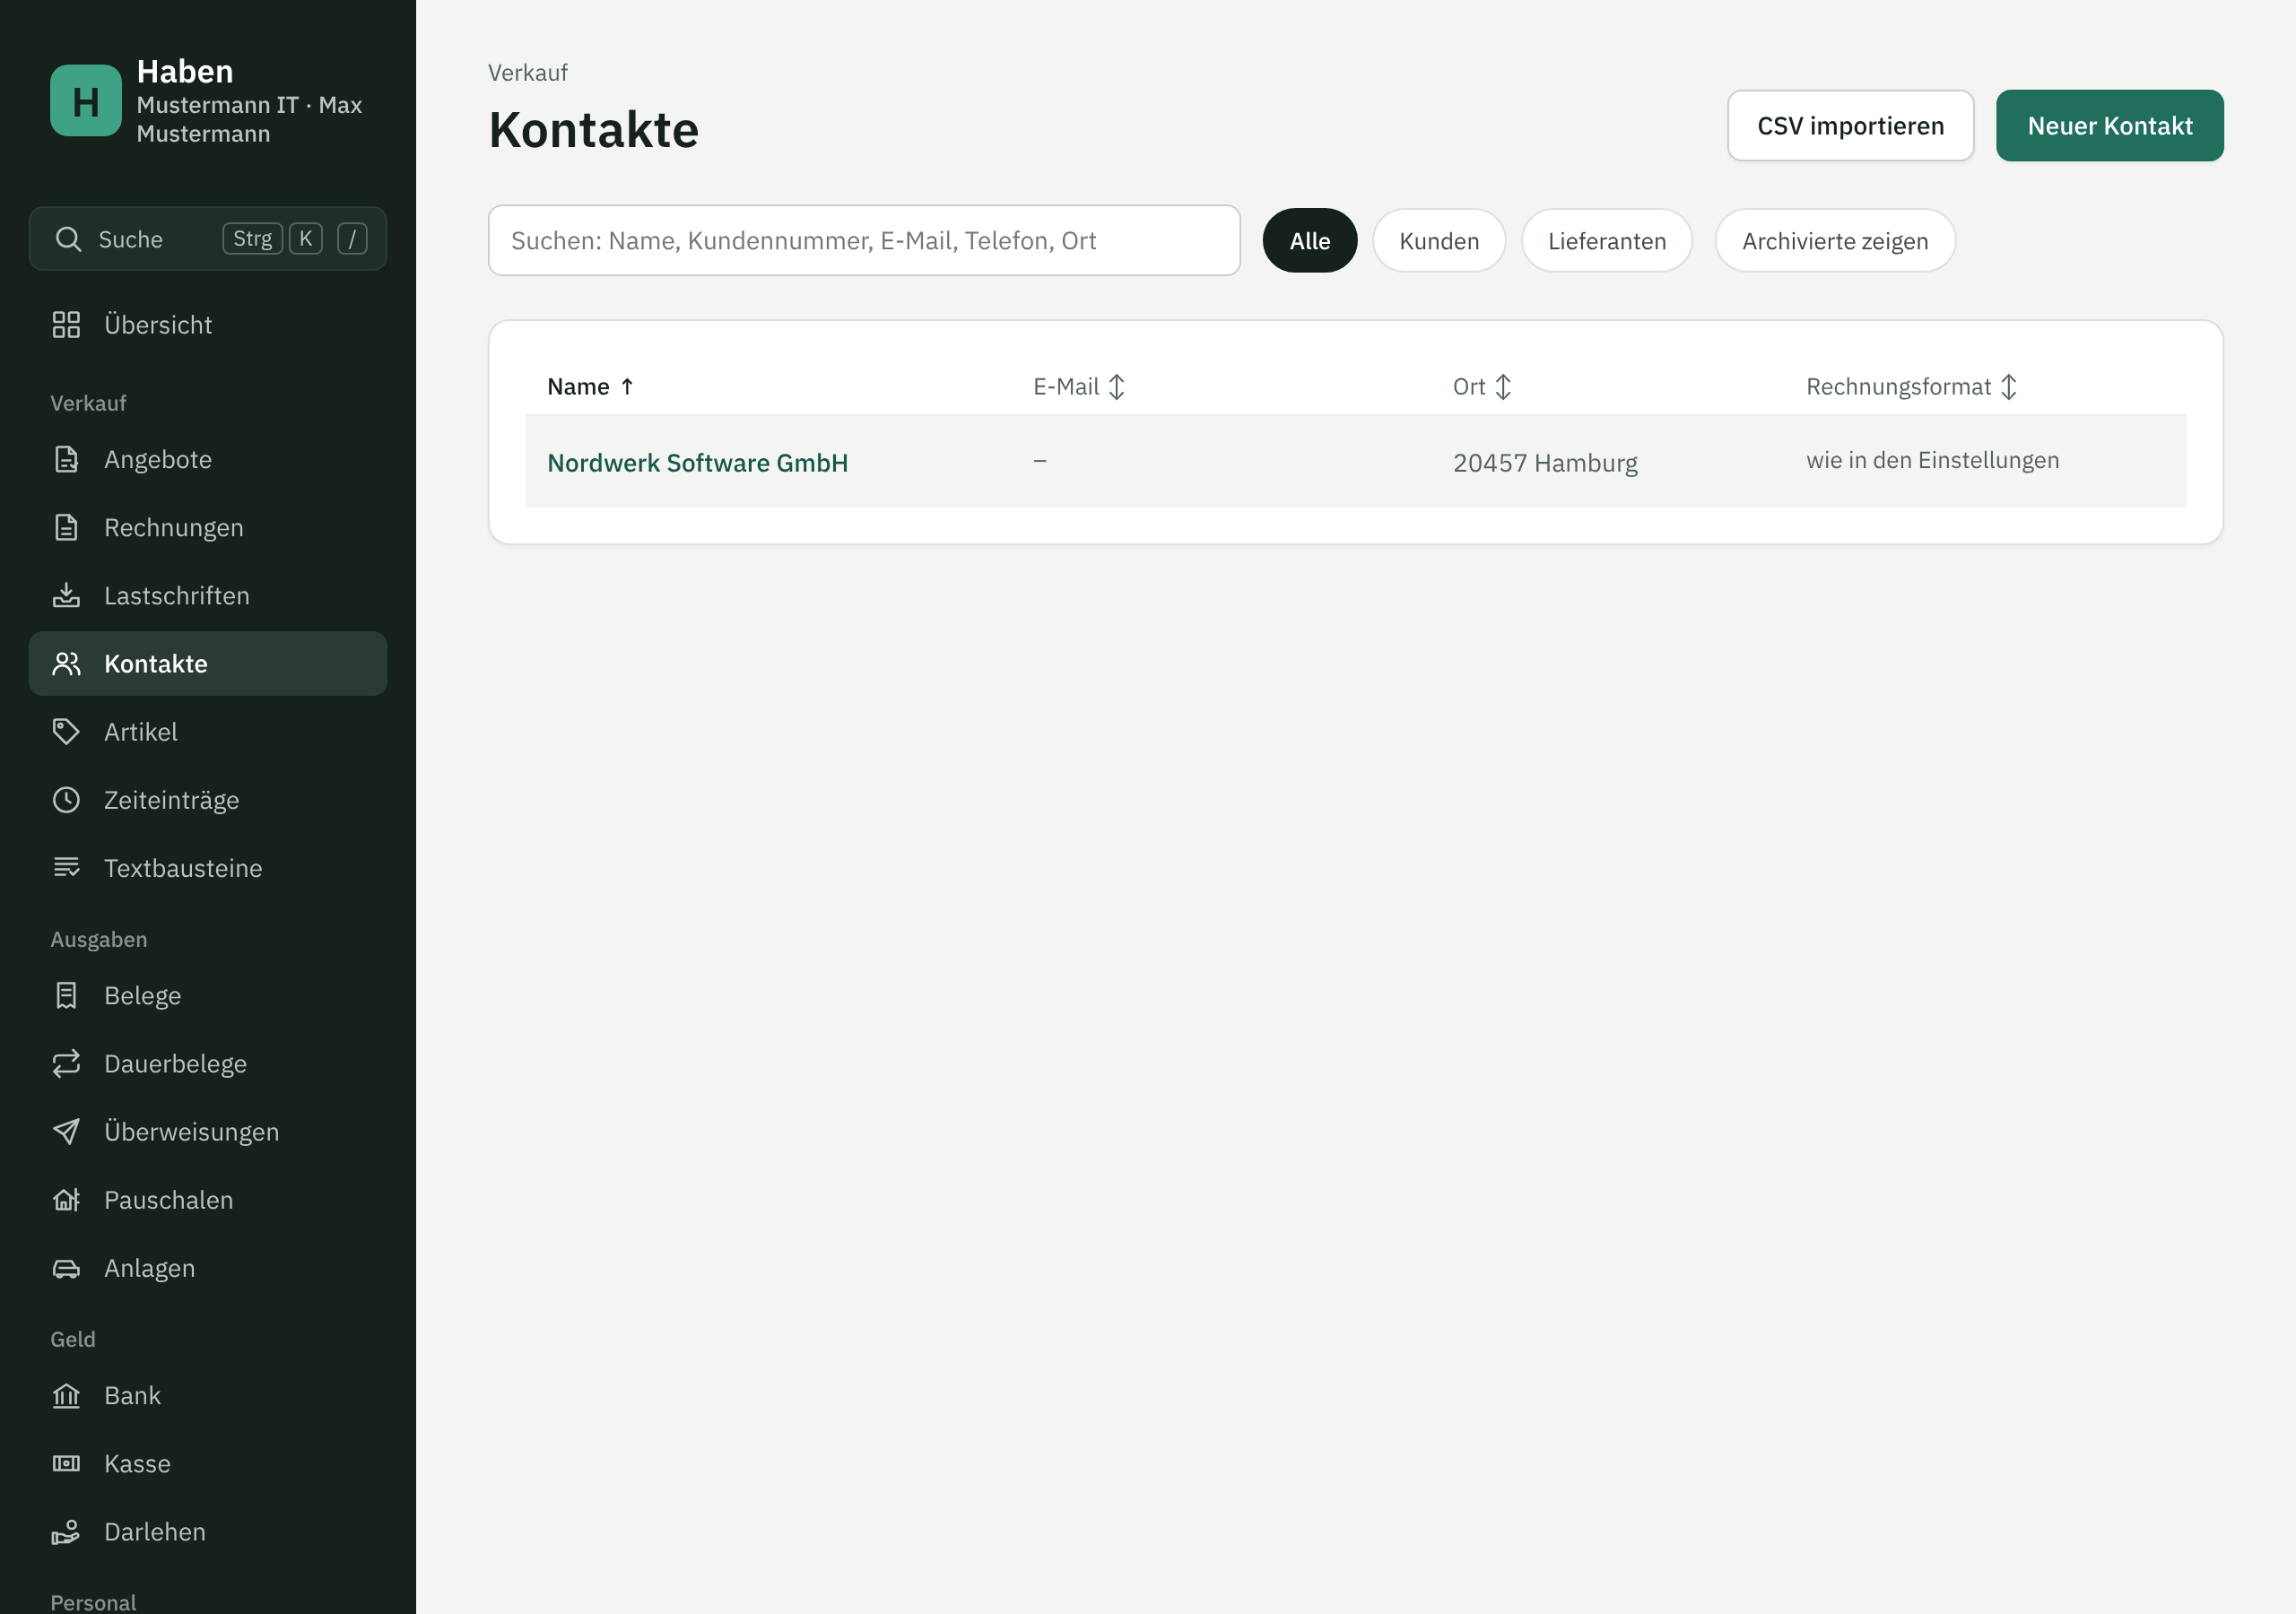 H
Haben
Mustermann IT · Max
Mustermann
Suche Strg K /
Übersicht
Verkauf
Angebote
Rechnungen
Lastschriften
Kontakte
Artikel
Zeiteinträge
Textbausteine
Ausgaben
Belege
Dauerbelege
Überweisungen
Pauschalen
Anlagen
Geld
Bank
Kasse
Darlehen
Personal
Verkauf
Kontakte
CSV importieren Neuer Kontakt
Suchen: Name, Kundennummer, E-Mail, Telefon, Ort Alle Kunden Lieferanten Archivierte zeigen
Name ↑ E-Mail ↕ Ort ↕ Rechnungsformat ↕
Nordwerk Software GmbH – 20457 Hamburg wie in den Einstellungen